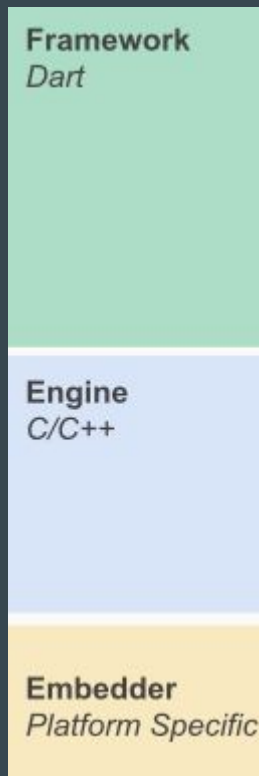 Framework
Dart
Engine
C/C++
Embedder
Platform Specific